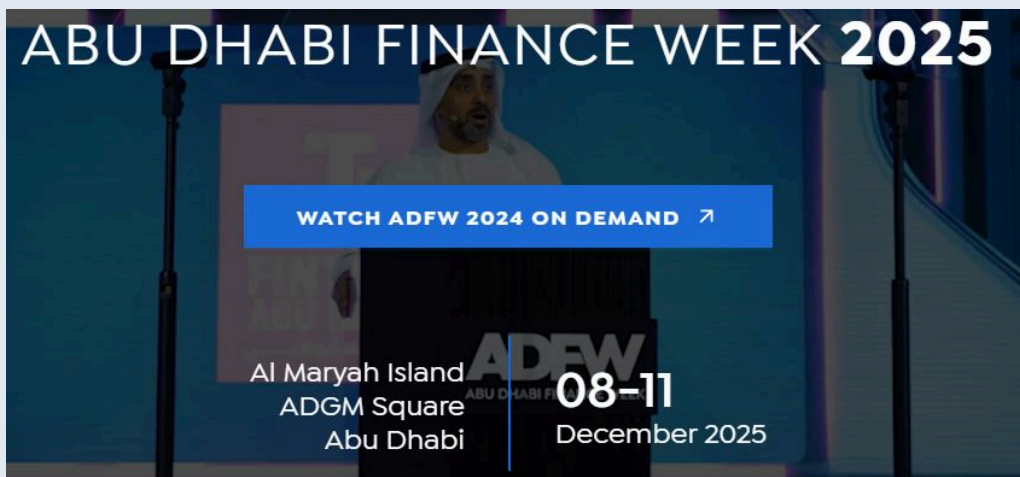 ABU DHABI FINANCE WEEK 2025
WATCH ADFW 2024 ON DEMAND
ADFW
Al Maryah Island
ADGM Square
Abu Dhabi
08–11
December 2025